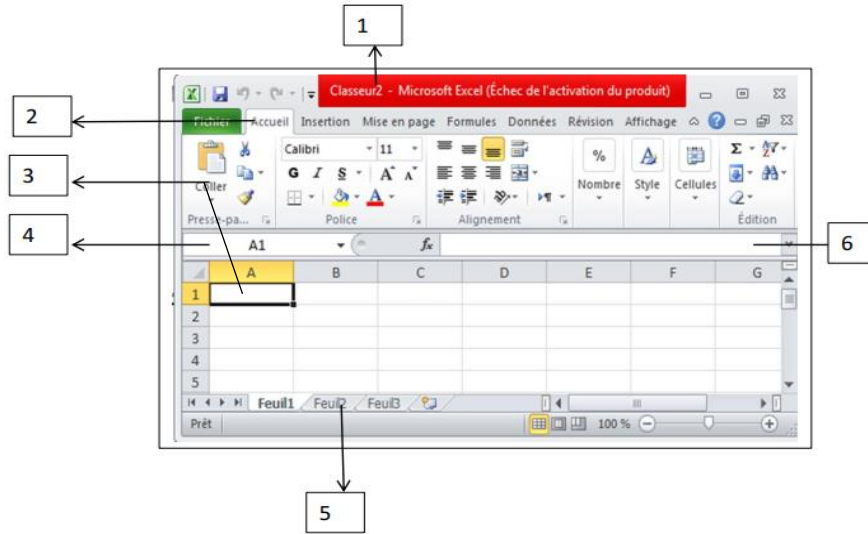 1
Classeur2 - Microsoft Excel (Échec de l'activation du produit)
2
Fichier Accueil Insertion Mise en page Formules Données Révision Affichage
Calibri 11
3
Coller
G I S A A
% Nombre Style Cellules
Σ
Presse-pa... Police Alignement Édition
4
A1 fx
6
A B C D E F G
1
2
3
4
5
Feuil1 Feuil2 Feuil3
Prêt 100 %
5